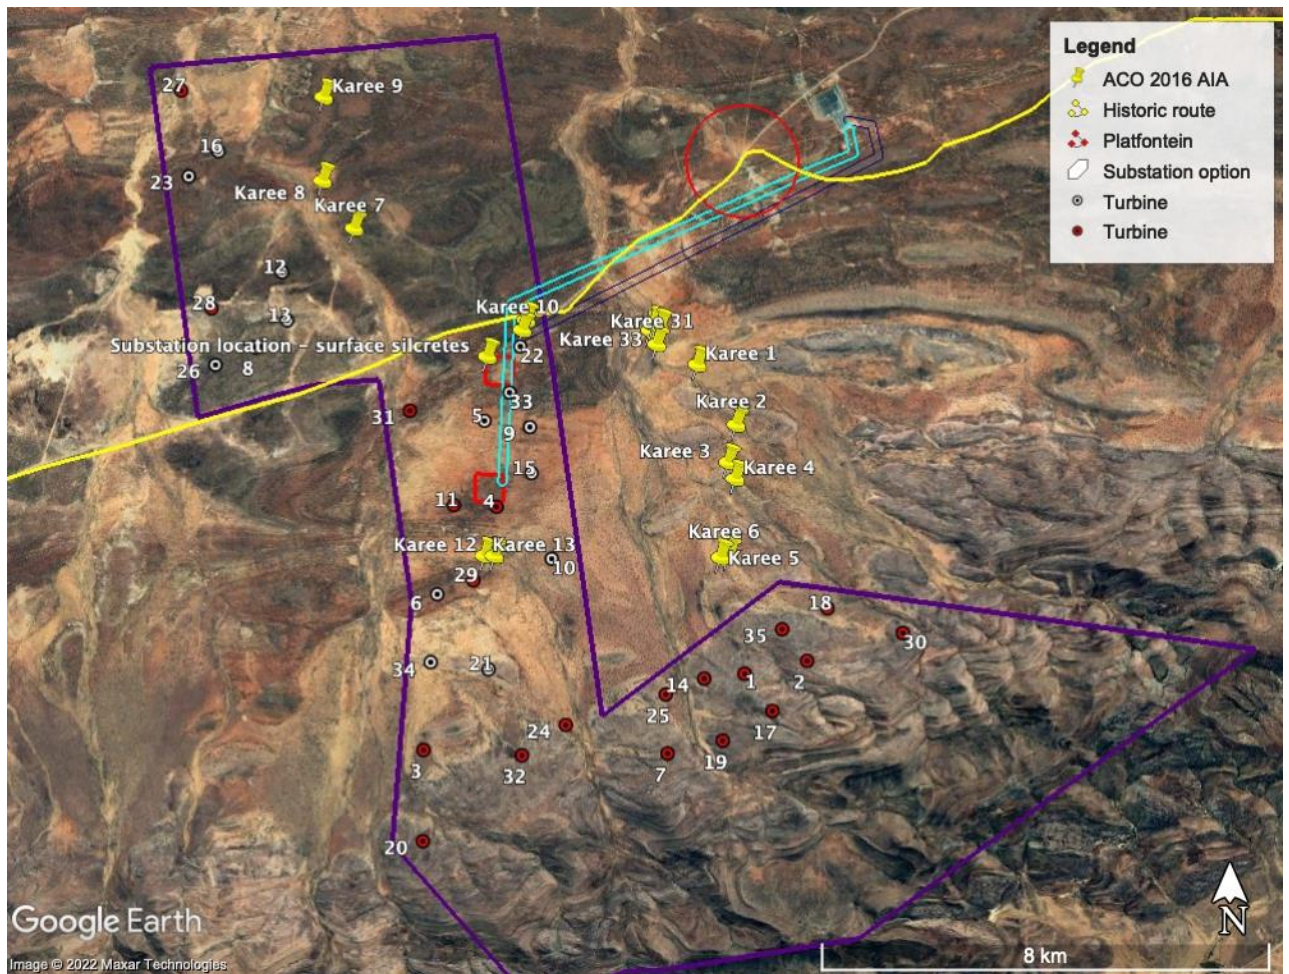 Legend
ACO 2016 AIA
Historic route
Platfontein
Substation option
Turbine
Turbine
27
Karee 9
16
23
Karee 8
Karee 7
12
28
13
Karee 10
Karee 31
Karee 33
Substation location – surface silcretes
22
Karee 1
26
8
33
Karee 2
31
5
9
Karee 3
Karee 4
15
11
4
Karee 6
Karee 12
Karee 13
Karee 5
10
29
6
18
35
30
34
21
14
1
2
25
17
24
3
32
7
19
20
Google Earth
N
8 km
Image © 2022 Maxar Technologies